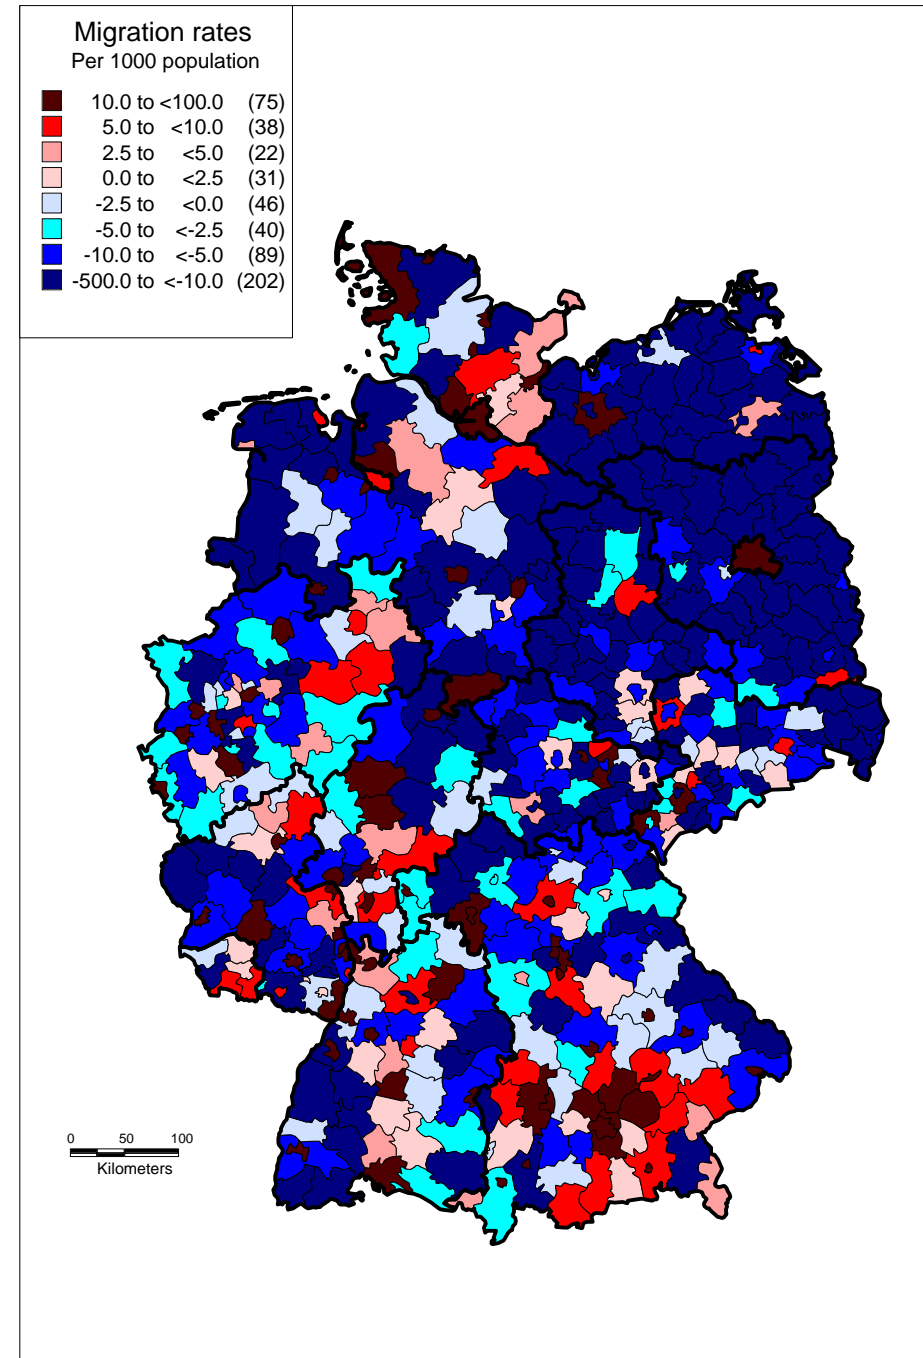 Migration rates
Per 1000 population
10.0 to <100.0 (75)
5.0 to <10.0 (38)
2.5 to <5.0 (22)
0.0 to <2.5 (31)
-2.5 to <0.0 (46)
-5.0 to <-2.5 (40)
-10.0 to <-5.0 (89)
-500.0 to <-10.0 (202)
0 50 100
Kilometers